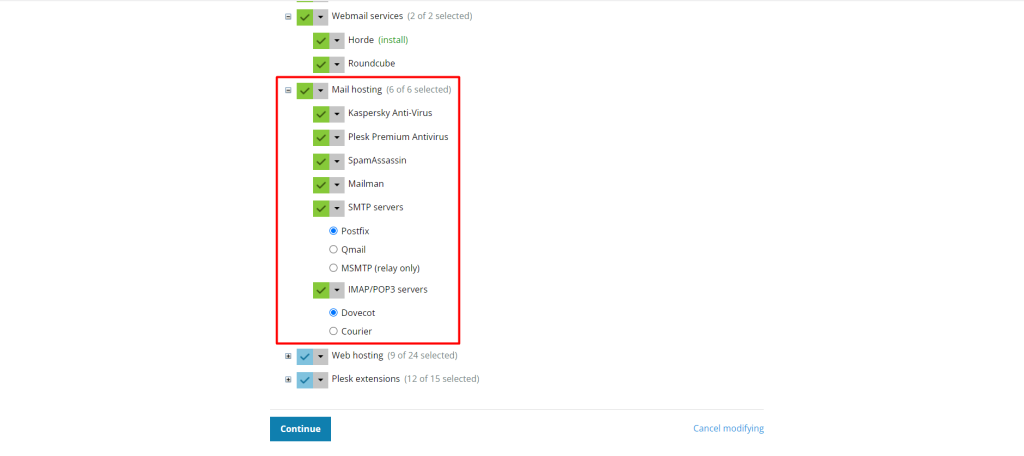 Webmail services (2 of 2 selected)
Horde (install)
Roundcube
Mail hosting (6 of 6 selected)
Kaspersky Anti-Virus
Plesk Premium Antivirus
SpamAssassin
Mailman
SMTP servers
Postfix
Qmail
MSMTP (relay only)
IMAP/POP3 servers
Dovecot
Courier
Web hosting (9 of 24 selected)
Plesk extensions (12 of 15 selected)
Continue
Cancel modifying